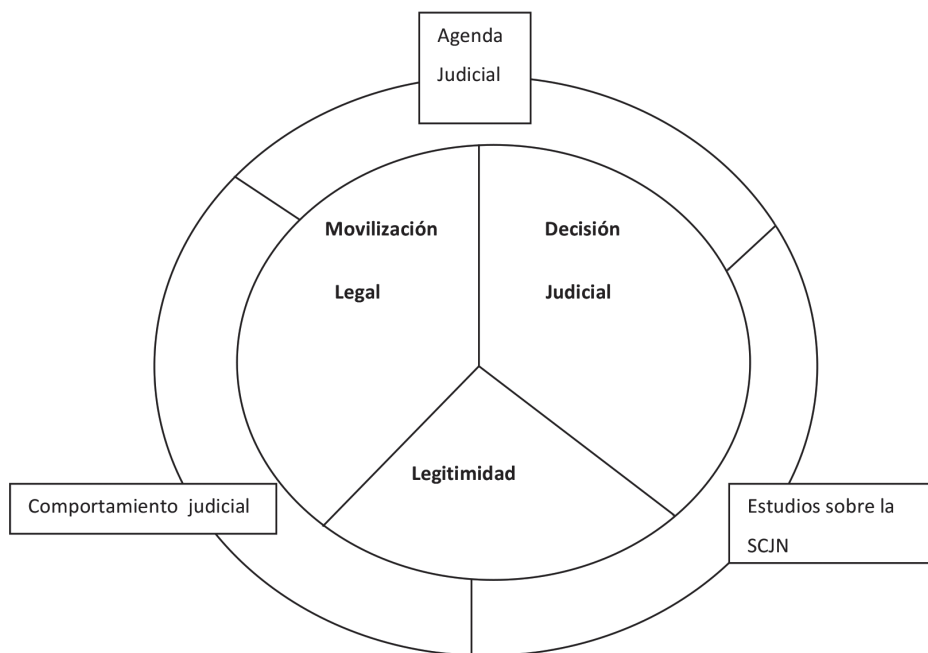 Agenda
Judicial
Movilización
Legal
Decisión
Judicial
Legitimidad
Comportamiento judicial
Estudios sobre la
SCJN